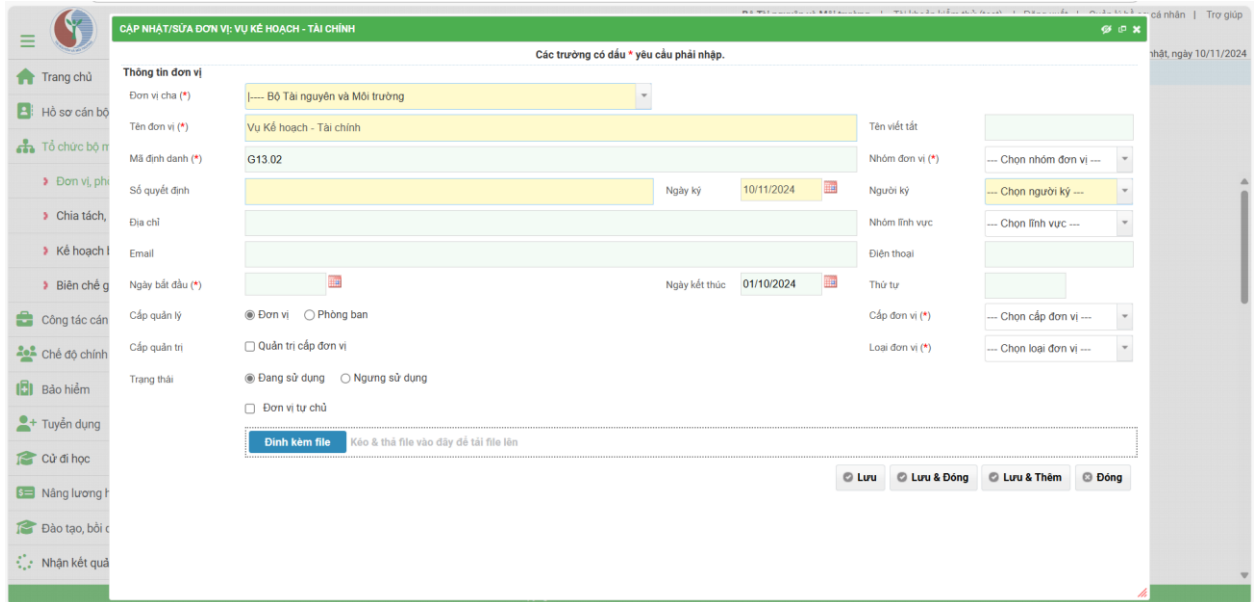 cá nhân | Trợ giúp
CẬP NHẬT/SỬA ĐƠN VỊ: VỤ KẾ HOẠCH - TÀI CHÍNH
nhật, ngày 10/11/2024
Các trường có dấu * yêu cầu phải nhập.
Thông tin đơn vị
Đơn vị cha (*) |---- Bộ Tài nguyên và Môi trường
Tên đơn vị (*) Vụ Kế hoạch - Tài chính Tên viết tắt
Mã định danh (*) G13.02 Nhóm đơn vị (*) --- Chọn nhóm đơn vị ---
Số quyết định Ngày ký 10/11/2024 Người ký --- Chọn người ký ---
Địa chỉ Nhóm lĩnh vực --- Chọn lĩnh vực ---
Email Điện thoại
Ngày bắt đầu (*) Ngày kết thúc 01/10/2024 Thứ tự
Cấp quản lý Đơn vị Phòng ban Cấp đơn vị (*) --- Chọn cấp đơn vị ---
Cấp quản trị Quản trị cấp đơn vị Loại đơn vị (*) --- Chọn loại đơn vị ---
Trạng thái Đang sử dụng Ngưng sử dụng
Đơn vị tự chủ
Đính kèm file Kéo & thả file vào đây để tải file lên
Lưu Lưu & Đóng Lưu & Thêm Đóng
Trang chủ
Hồ sơ cán bộ
Tổ chức bộ
Đơn vị,
Chia tách,
Kế hoạch
Biên chế
Công tác cán
Chế độ chính
Bảo hiểm
Tuyển dụng
Cử đi học
Nâng lương
Đào tạo, bồi
Nhận kết quả